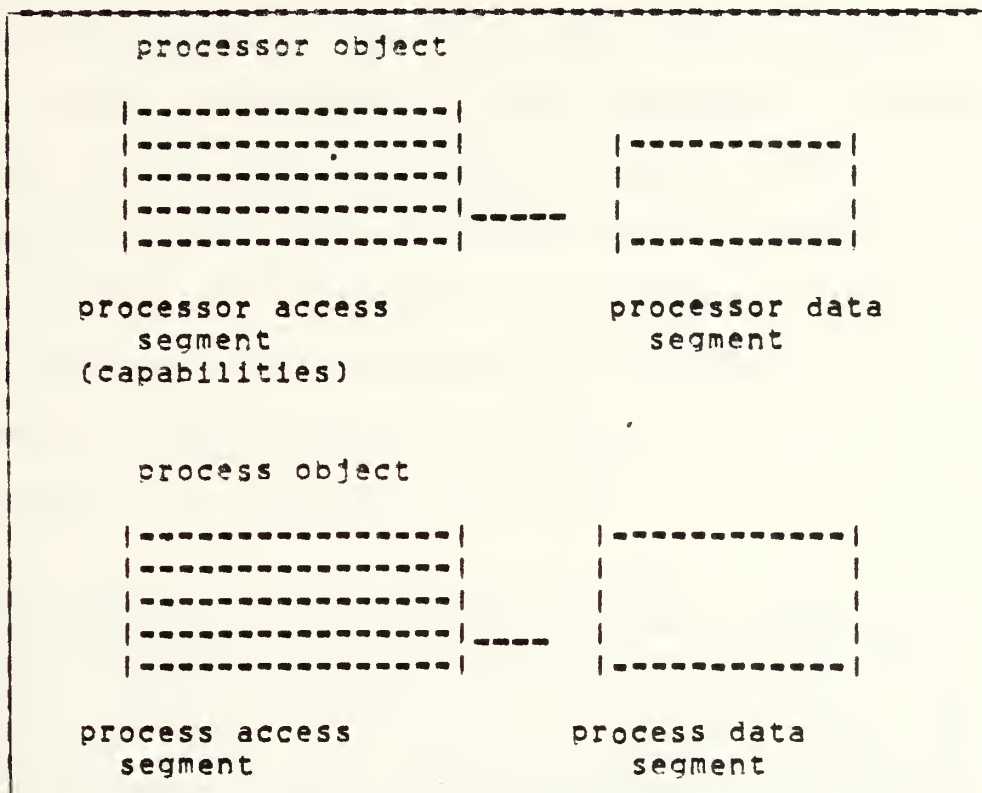 processor object
processor access segment (capabilities)
processor data segment
process object
process access segment
process data segment